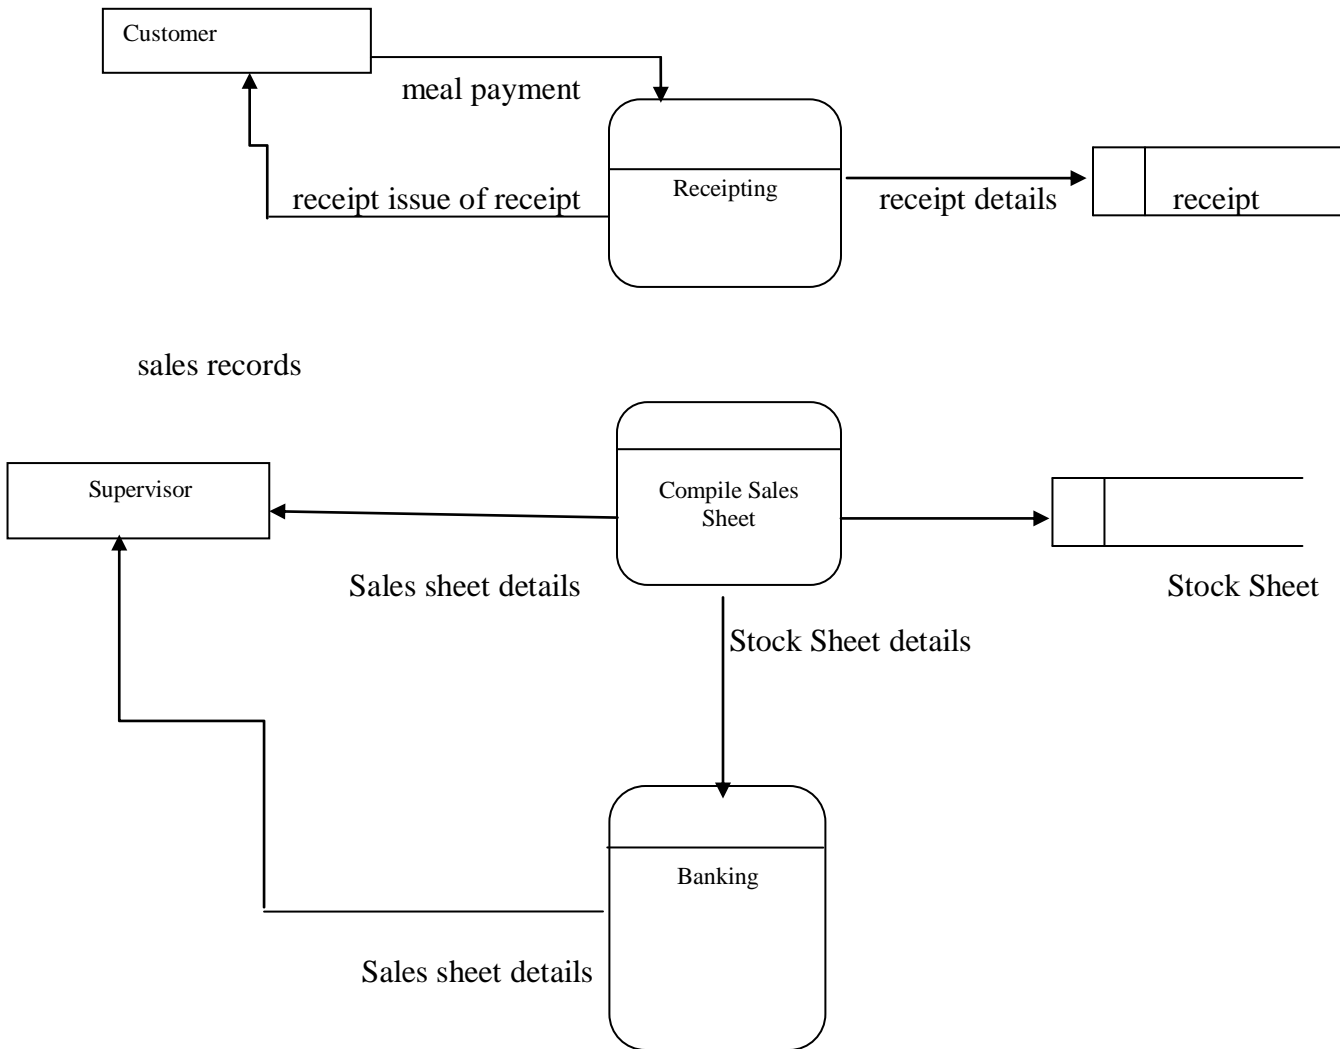 Customer
meal payment
Receipting
receipt issue of receipt
receipt details
receipt
sales records
Supervisor
Compile Sales
Sheet
Sales sheet details
Stock Sheet
Stock Sheet details
Banking
Sales sheet details